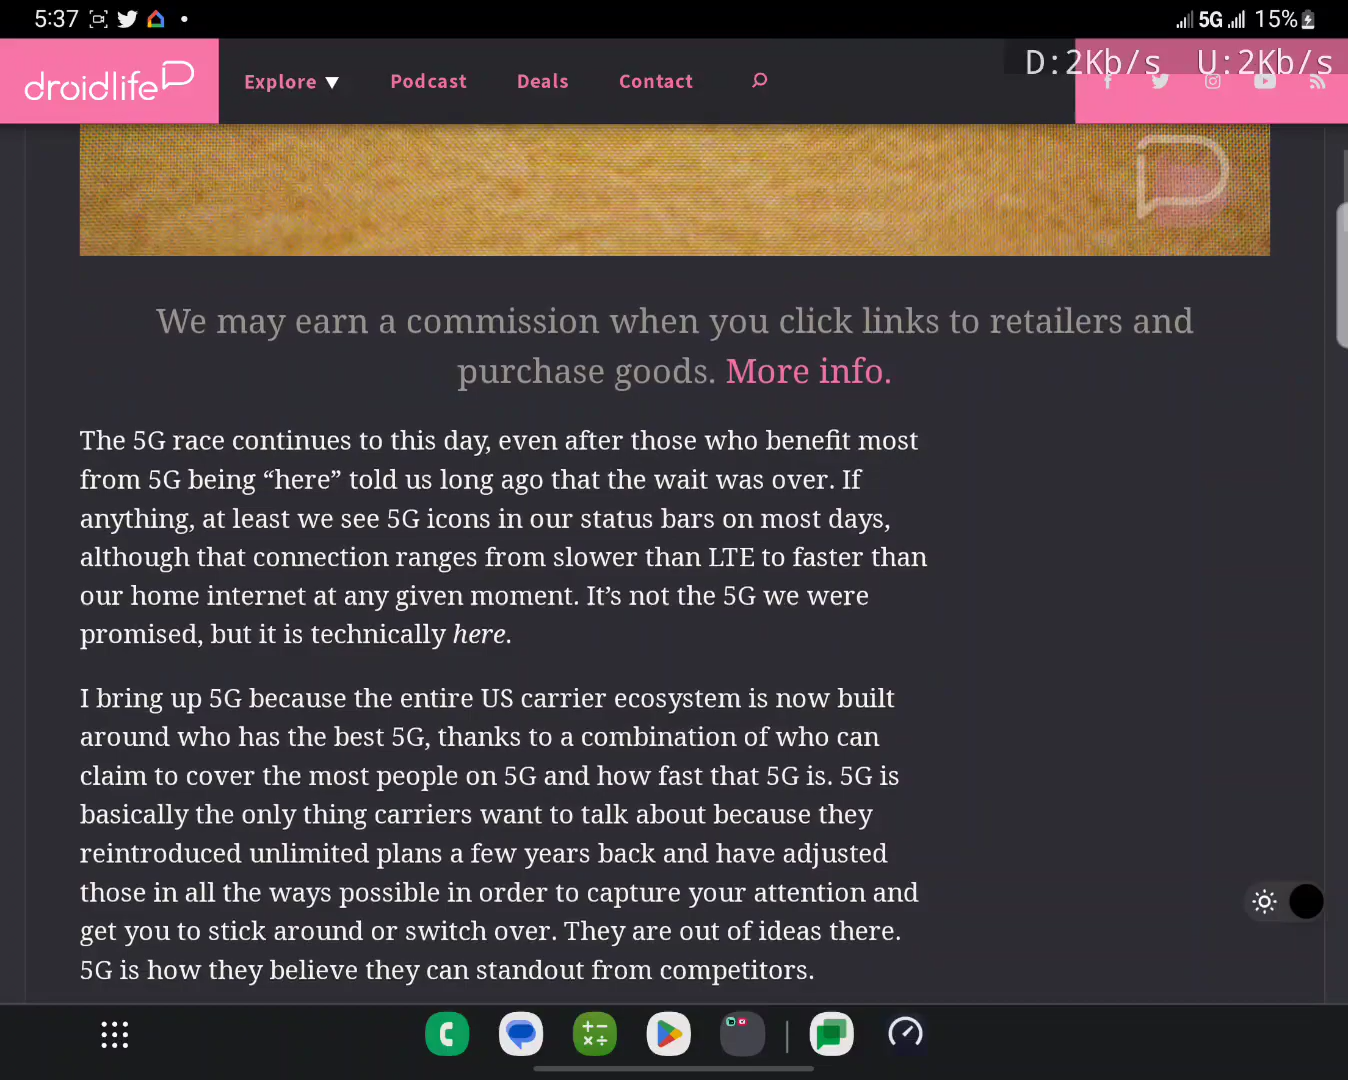 5:37
5G
15%
D:2Kb/s U:2Kb/s
droidlife
Explore
Podcast
Deals
Contact
We may earn a commission when you click links to retailers and
purchase goods. More info.
The 5G race continues to this day, even after those who benefit most
from 5G being “here” told us long ago that the wait was over. If
anything, at least we see 5G icons in our status bars on most days,
although that connection ranges from slower than LTE to faster than
our home internet at any given moment. It’s not the 5G we were
promised, but it is technically here.
I bring up 5G because the entire US carrier ecosystem is now built
around who has the best 5G, thanks to a combination of who can
claim to cover the most people on 5G and how fast that 5G is. 5G is
basically the only thing carriers want to talk about because they
reintroduced unlimited plans a few years back and have adjusted
those in all the ways possible in order to capture your attention and
get you to stick around or switch over. They are out of ideas there.
5G is how they believe they can standout from competitors.